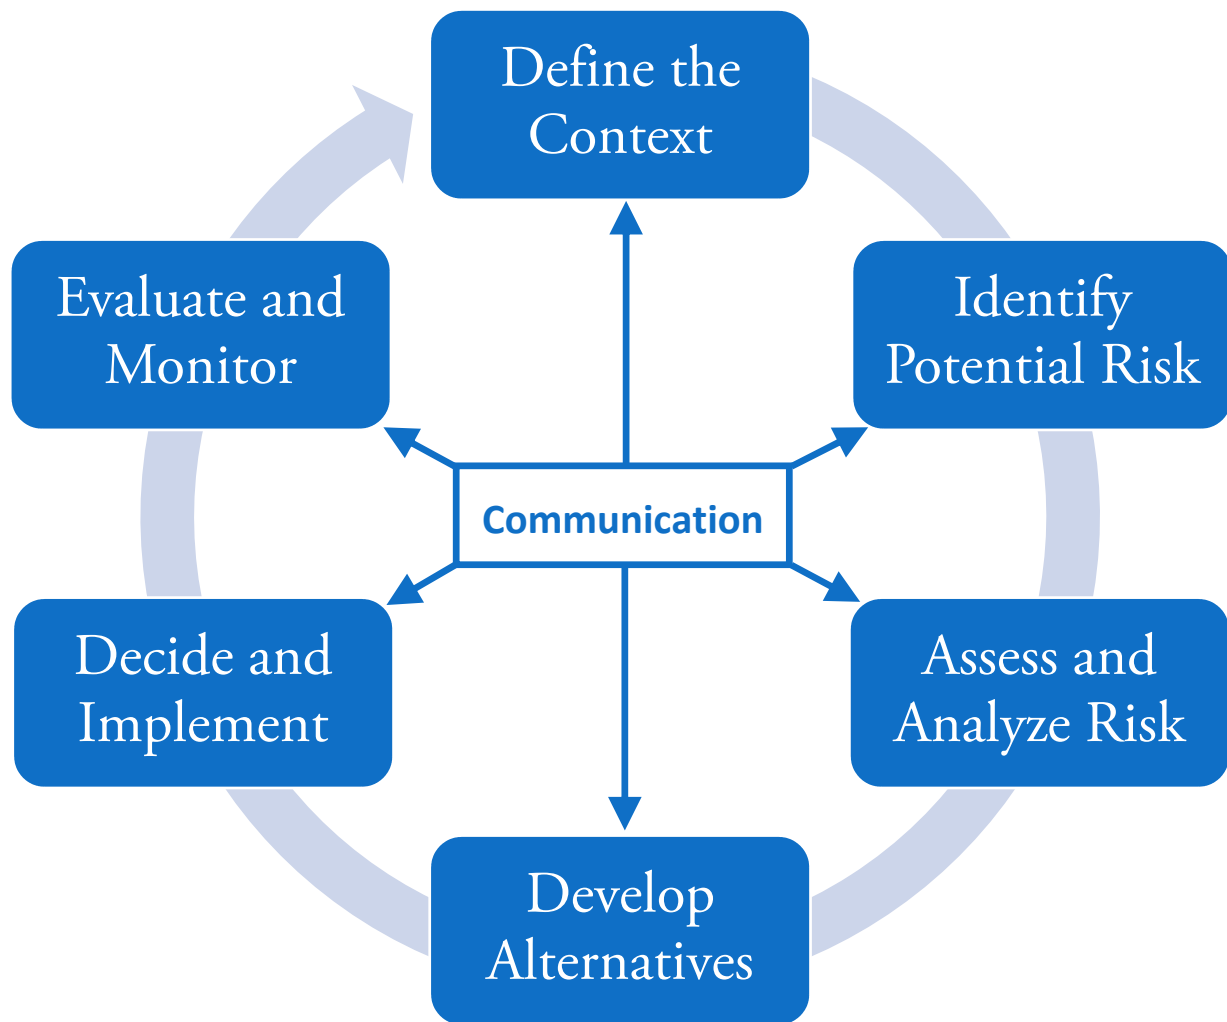 Define the
Context
Identify
Potential Risk
Assess and
Analyze Risk
Develop
Alternatives
Decide and
Implement
Evaluate and
Monitor
Communication